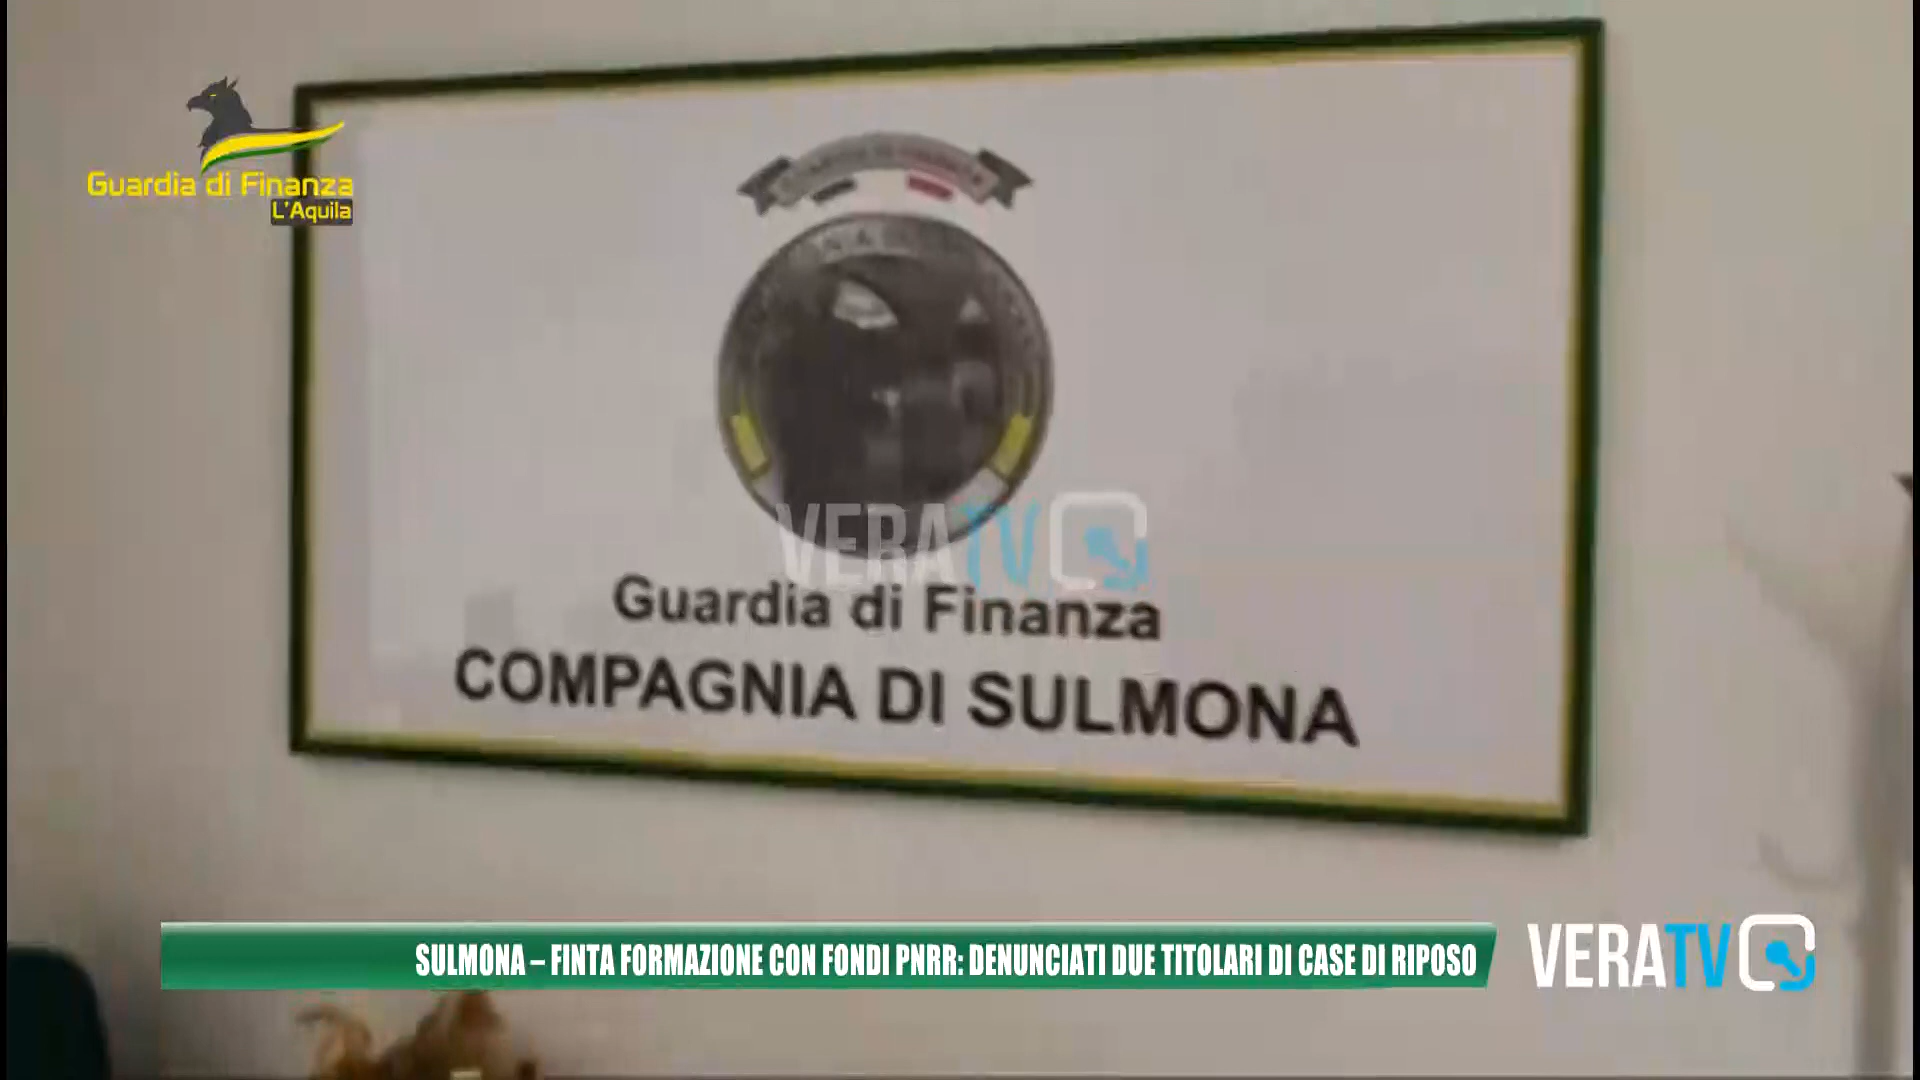 Guardia di Finanza
L'Aquila
VERATV
Guardia di Finanza
COMPAGNIA DI SULMONA
SULMONA – FINTA FORMAZIONE CON FONDI PNRR: DENUNCIATI DUE TITOLARI DI CASE DI RIPOSO
VERATV